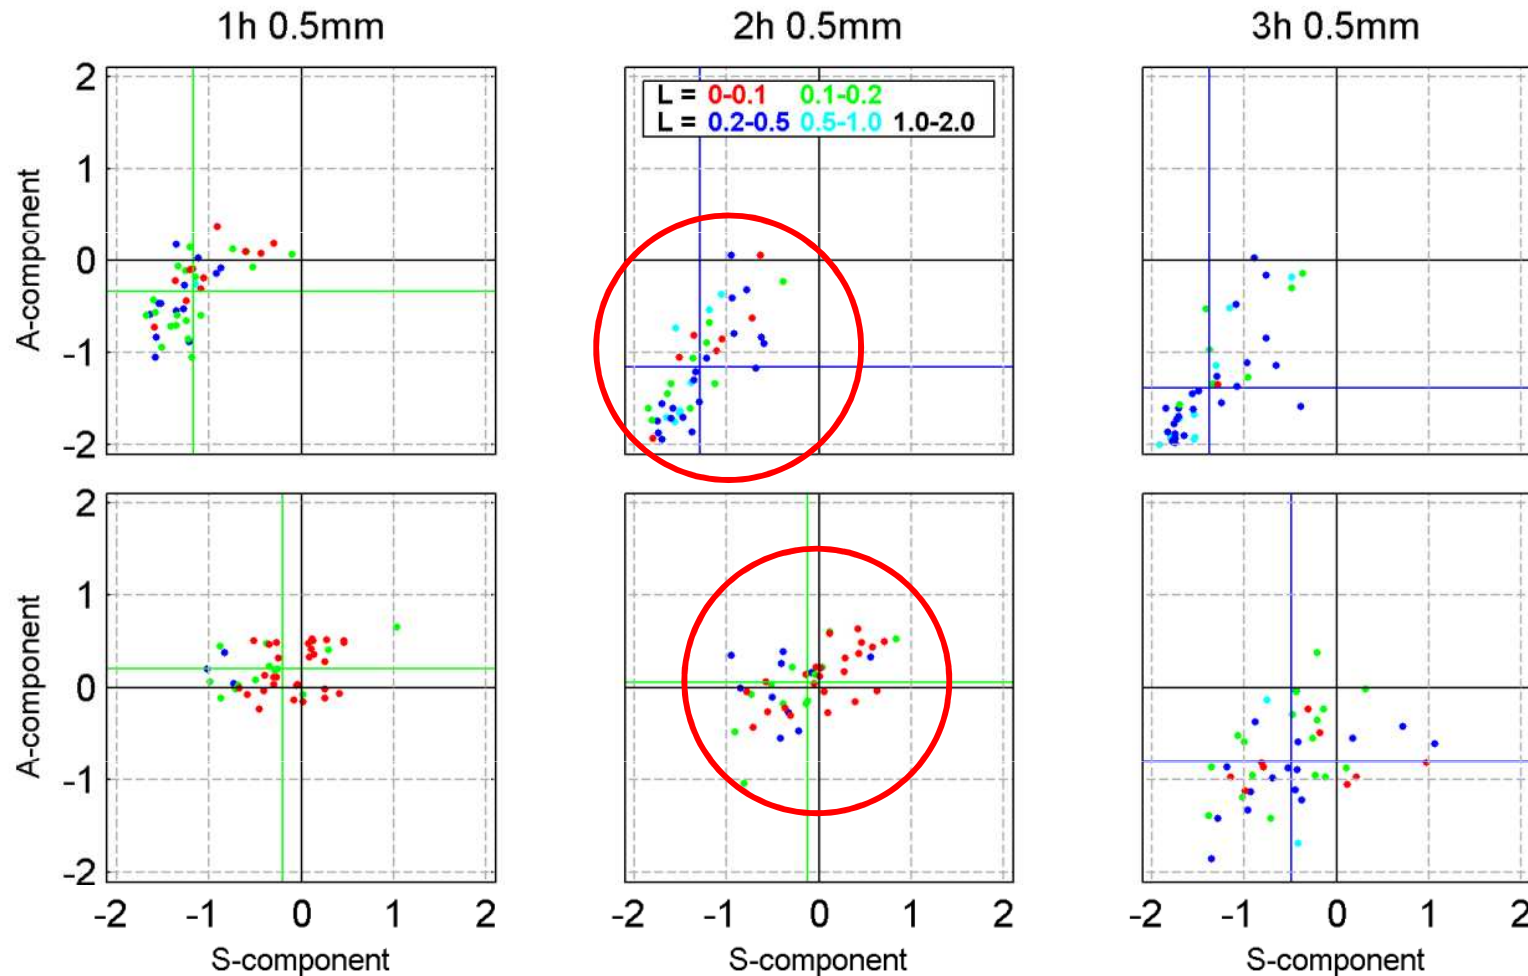 1h 0.5mm
2h 0.5mm
3h 0.5mm
2
1
0
-1
-2
A-component
L = 0-0.1 0.1-0.2
L = 0.2-0.5 0.5-1.0 1.0-2.0
2
1
0
-1
-2
A-component
-2 -1 0 1 2
S-component
-2 -1 0 1 2
S-component
-2 -1 0 1 2
S-component